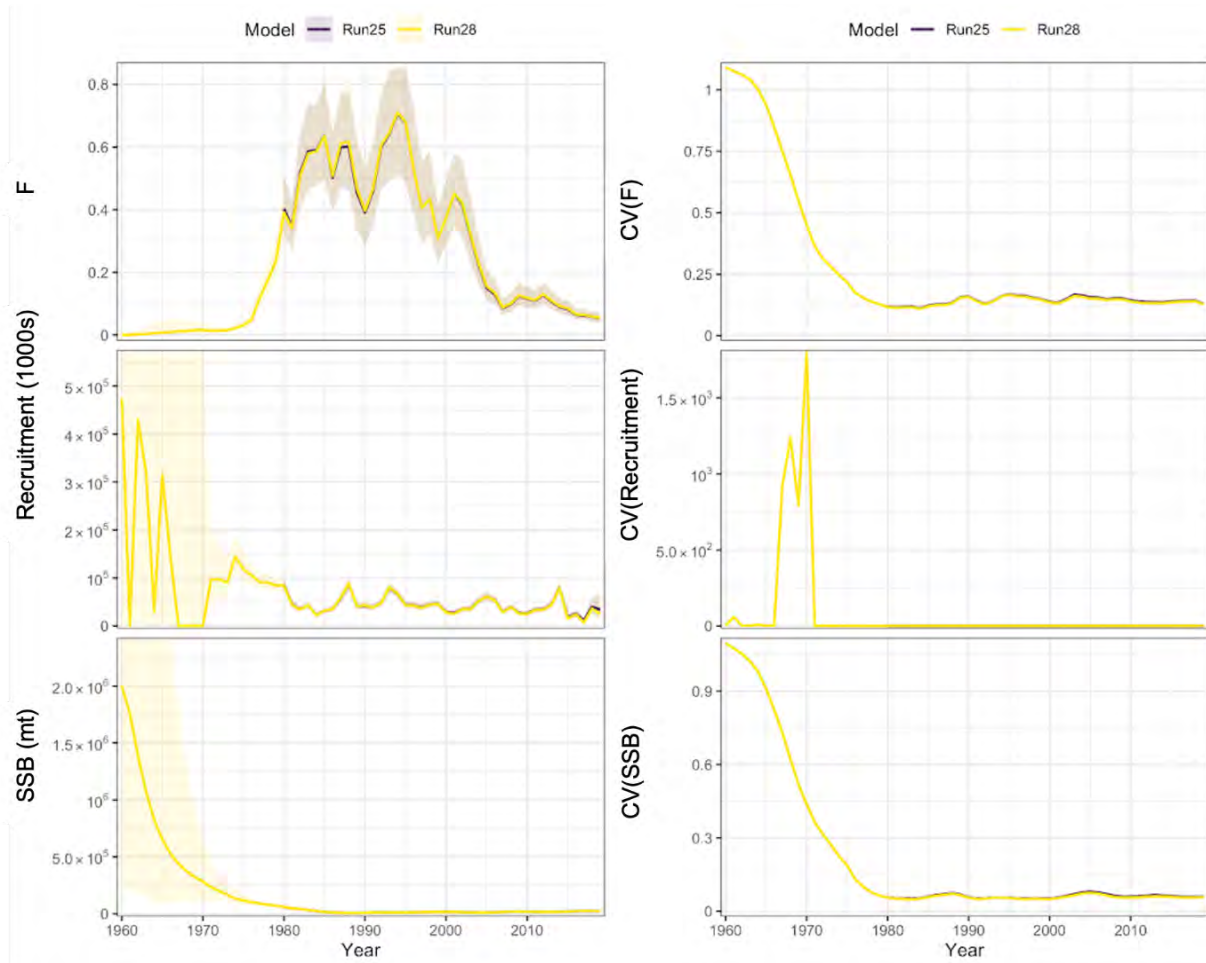 Model Run25 Run28
Model Run25 Run28
F
0.8
0.6
0.4
0.2
0
CV(F)
1
0.75
0.5
0.25
0
Recruitment (1000s)
5 × 10⁵
4 × 10⁵
3 × 10⁵
2 × 10⁵
10⁵
0
CV(Recruitment)
1.5 × 10³
10³
5.0 × 10²
0
SSB (mt)
2.0 × 10⁶
1.5 × 10⁶
10⁶
5.0 × 10⁵
0
CV(SSB)
0.9
0.6
0.3
0
1960 1970 1980 1990 2000 2010
Year
1960 1970 1980 1990 2000 2010
Year